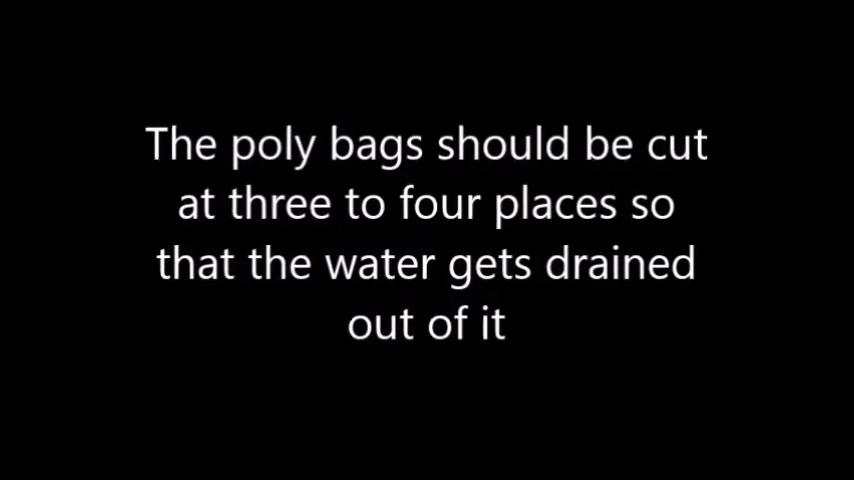 The poly bags should be cut
at three to four places so
that the water gets drained
out of it